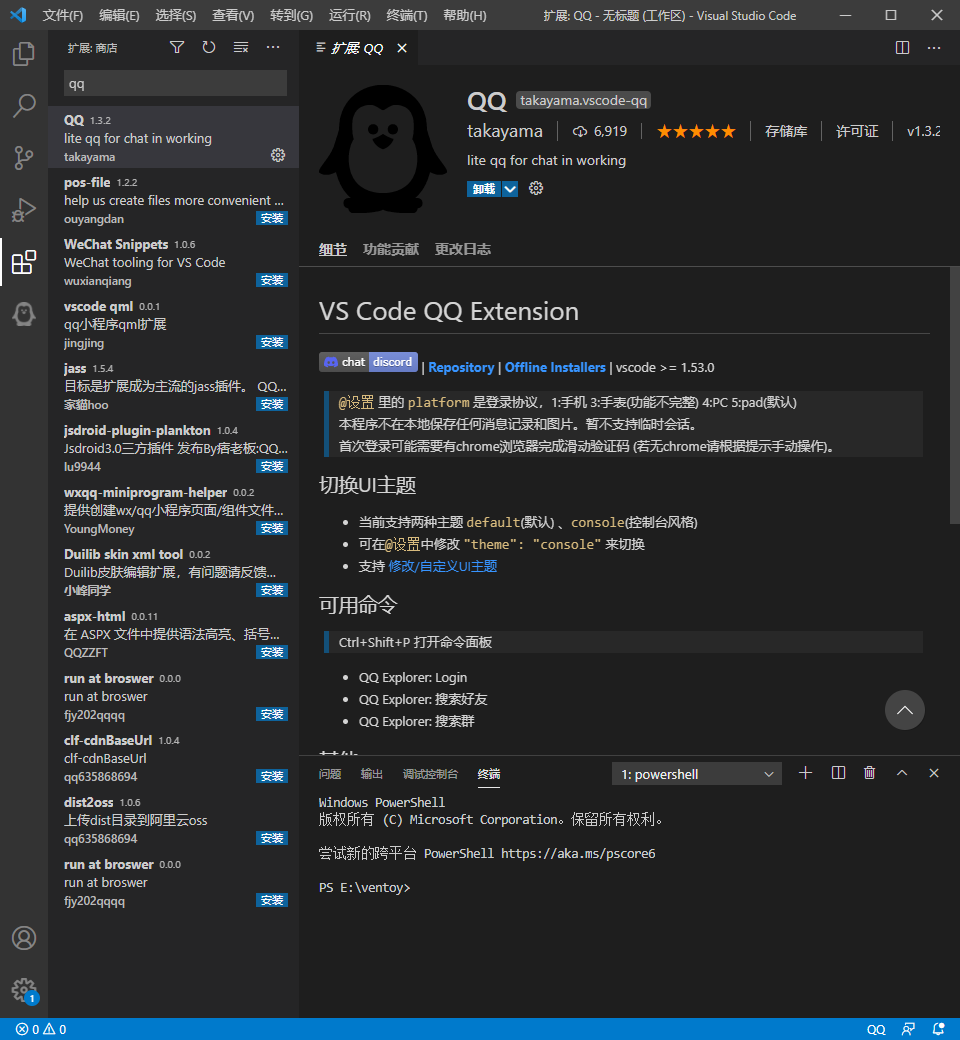 文件(F) 编辑(E) 选择(S) 查看(V) 转到(G) 运行(R) 终端(T) 帮助(H) 扩展: QQ - 无标题 (工作区) - Visual Studio Code
扩展: 商店
qq
QQ 1.3.2
lite qq for chat in working
takayama
pos-file 1.2.2
help us create files more convenient ...
ouyangdan 安装
WeChat Snippets 1.0.6
WeChat tooling for VS Code
wuxianqiang 安装
vscode qml 0.0.1
qq小程序qml扩展
jingjing 安装
jass 1.5.4
目标是扩展成为主流的jass插件。 QQ...
家猫hoo 安装
jsdroid-plugin-plankton 1.0.4
Jsdroid3.0三方插件 发布By痞老板:QQ...
lu9944 安装
wxqq-miniprogram-helper 0.0.2
提供创建wx/qq小程序页面/组件文件...
YoungMoney 安装
Duilib skin xml tool 0.0.2
Duilib皮肤编辑扩展，有问题请反馈...
小峰同学 安装
aspx-html 0.0.11
在 ASPX 文件中提供语法高亮、括号...
QQZZFT 安装
run at broswer 0.0.0
run at broswer
fjy202qqqq 安装
clf-cdnBaseUrl 1.0.4
clf-cdnBaseUrl
qq635868694 安装
dist2oss 1.0.6
上传dist目录到阿里云oss
qq635868694 安装
run at broswer 0.0.0
run at broswer
fjy202qqqq 安装
1
扩展 QQ
QQ takayama.vscode-qq
takayama 6,919 ★★★★★ 存储库 许可证 v1.3.2
lite qq for chat in working
卸载
细节 功能贡献 更改日志
VS Code QQ Extension
chat discord | Repository | Offline Installers | vscode >= 1.53.0
@设置 里的 platform 是登录协议，1:手机 3:手表(功能不完整) 4:PC 5:pad(默认)
本程序不在本地保存任何消息记录和图片。暂不支持临时会话。
首次登录可能需要有chrome浏览器完成滑动验证码 (若无chrome请根据提示手动操作)。
切换UI主题
• 当前支持两种主题 default(默认) 、console(控制台风格)
• 可在@设置中修改 "theme": "console" 来切换
• 支持 修改/自定义UI主题
可用命令
Ctrl+Shift+P 打开命令面板
• QQ Explorer: Login
• QQ Explorer: 搜索好友
• QQ Explorer: 搜索群
问题 输出 调试控制台 终端 1: powershell
Windows PowerShell
版权所有 (C) Microsoft Corporation。保留所有权利。
尝试新的跨平台 PowerShell https://aka.ms/pscore6
PS E:\ventoy>
0 0 QQ